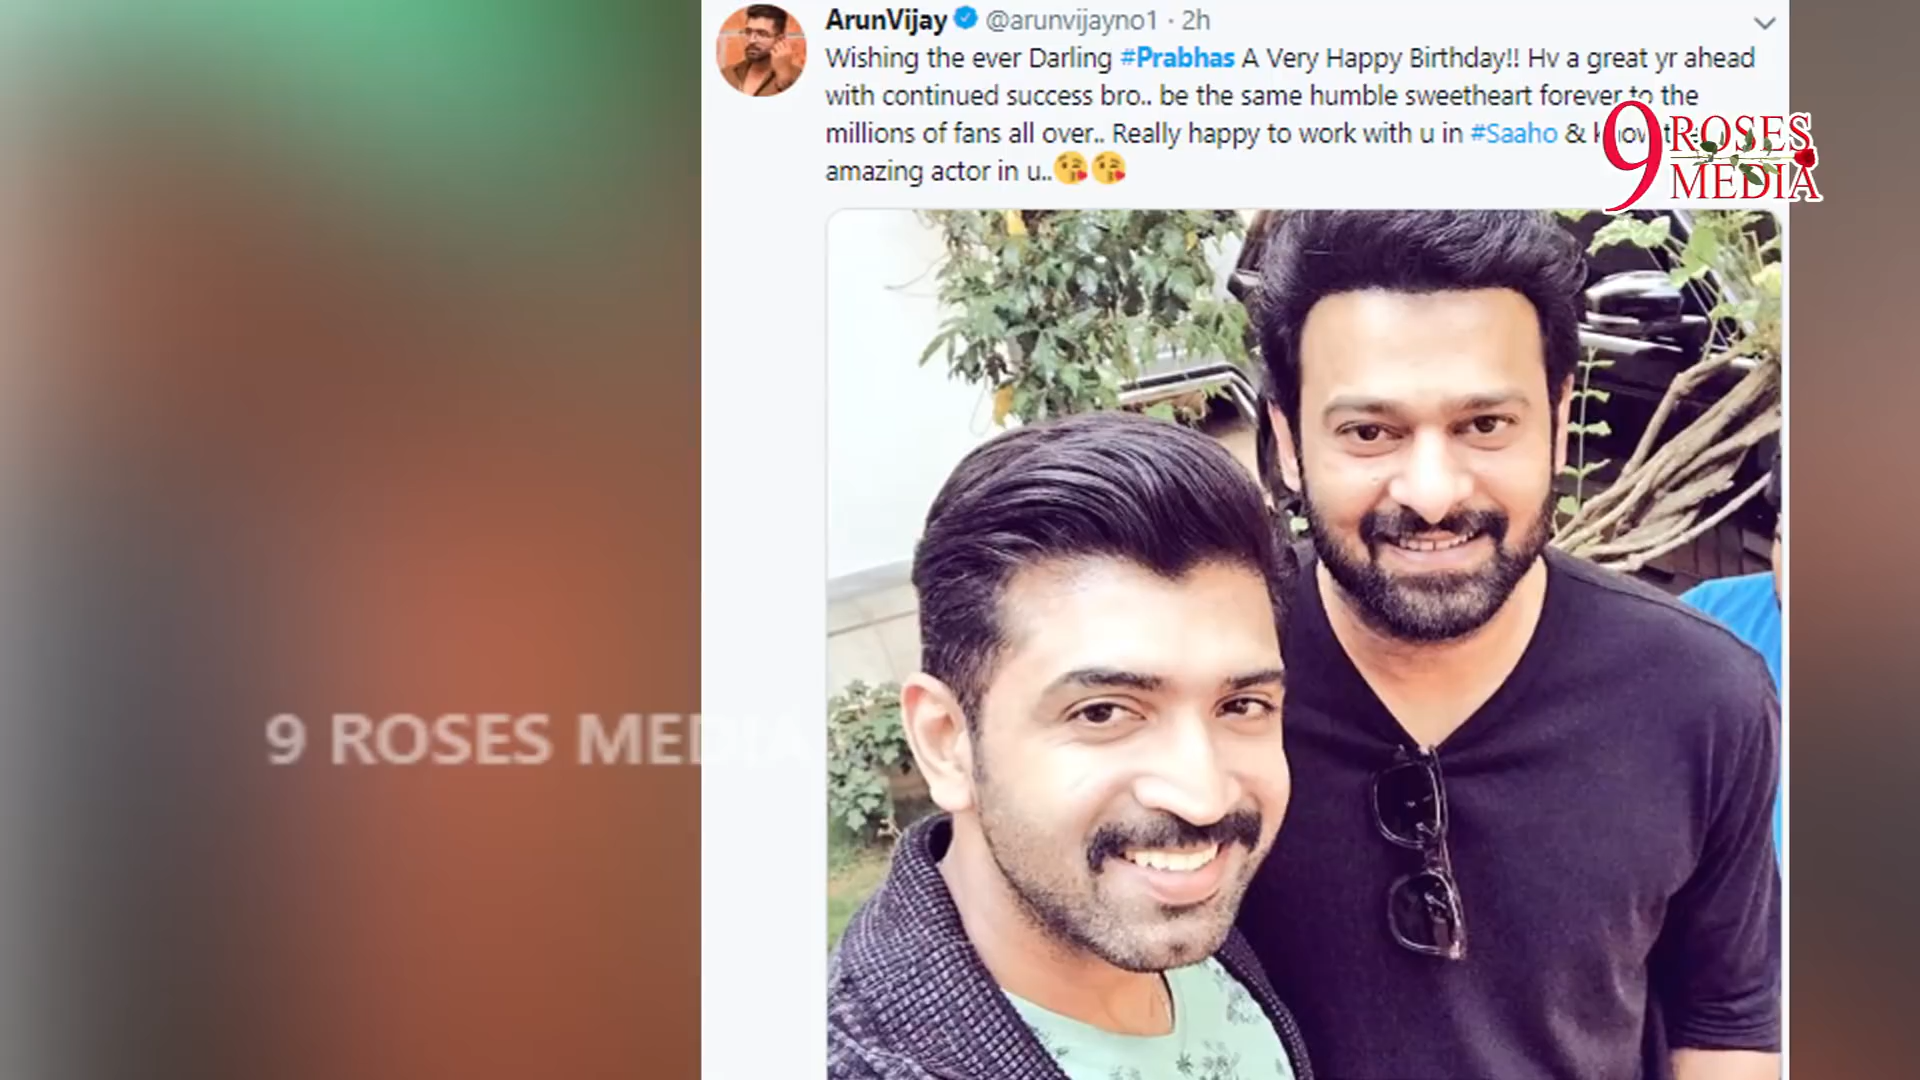 ArunVijay @arunvijayno1 · 2h
Wishing the ever Darling #Prabhas A Very Happy Birthday!! Hv a great yr ahead
with continued success bro.. be the same humble sweetheart forever to the
millions of fans all over.. Really happy to work with u in #Saaho &
amazing actor in u..😘😘
9 ROSES
MEDIA
9 ROSES MEDIA